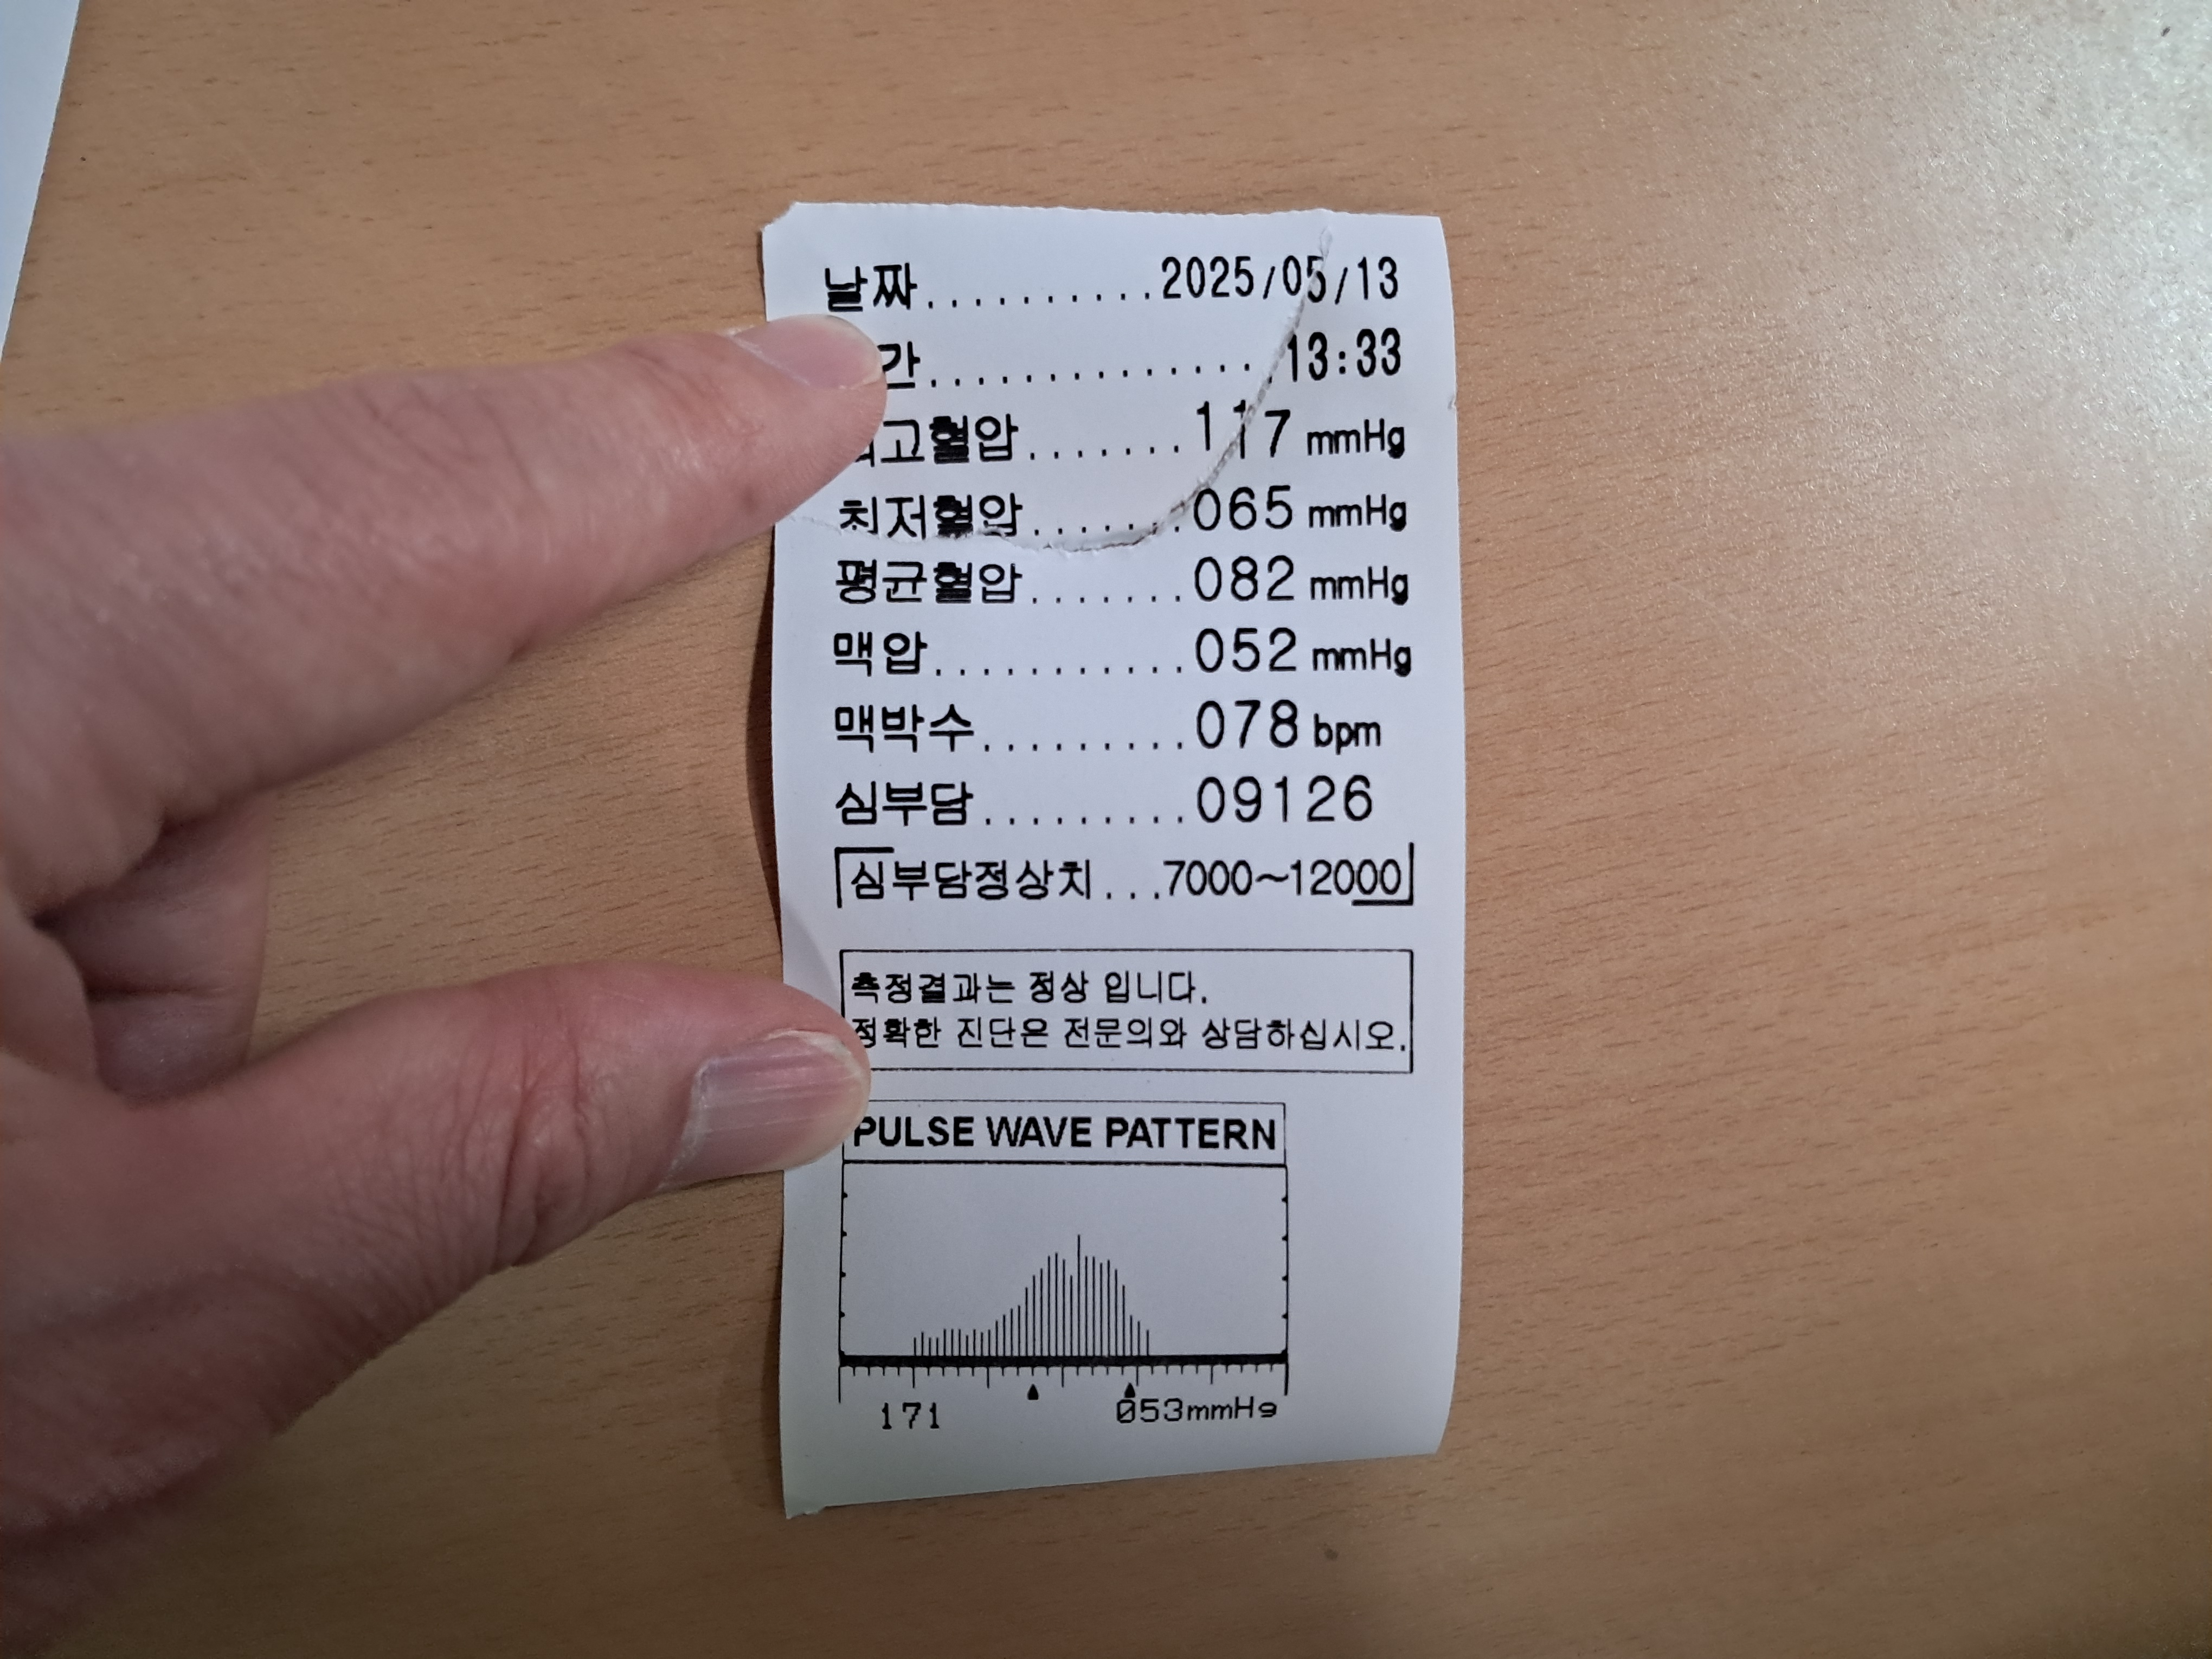 날짜..........2025/05/13
간..............13:33
고혈압.......117 mmHg
최저혈압.......065 mmHg
평균혈압.......082 mmHg
맥압...........052 mmHg
맥박수.........078 bpm
심부담.........09126
심부담정상치...7000~12000
측정결과는 정상 입니다.
정확한 진단은 전문의와 상담하십시오.
PULSE WAVE PATTERN
171 053mmHg